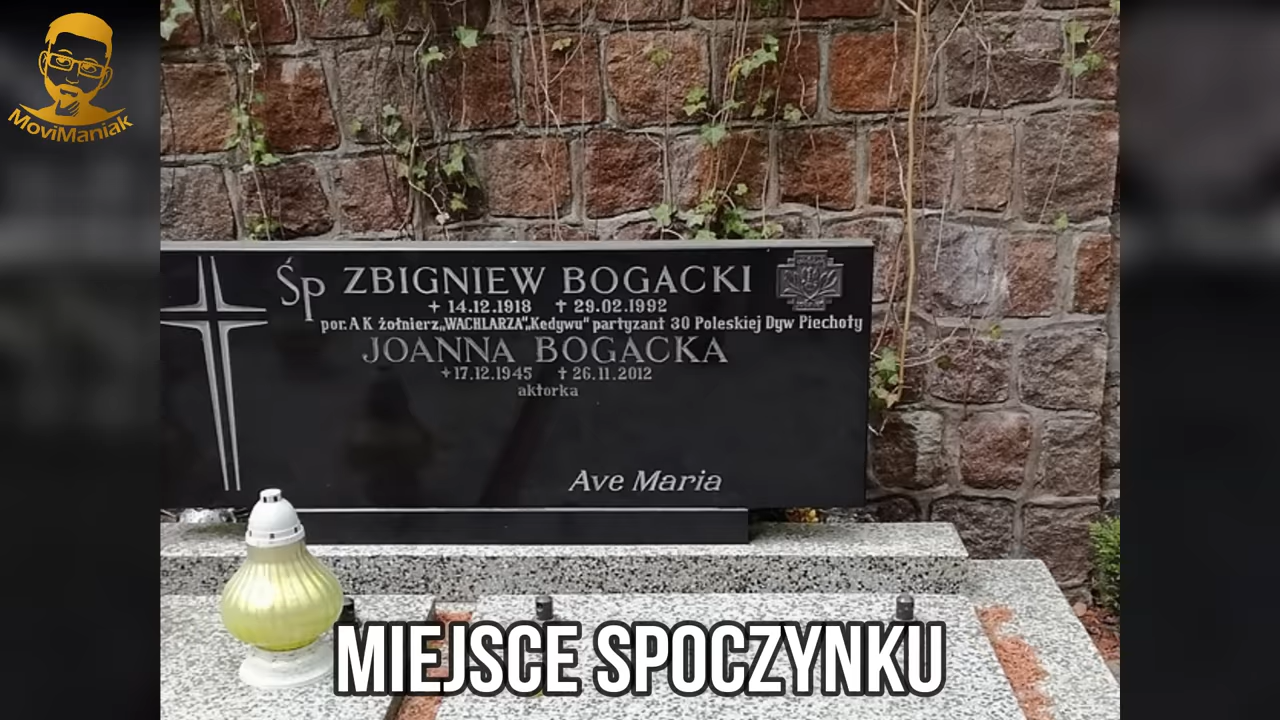 MoviManiak
Śp ZBIGNIEW BOGACKI
+ 14.12.1918 † 29.02.1992
por. A K żołnierz „WACHLARZA” „Kedywu” partyzant 30 Poleskiej Dyw Piechoty
JOANNA BOGACKA
+ 17.12.1945 † 26.11.2012
aktorka
Ave Maria
MIEJSCE SPOCZYNKU